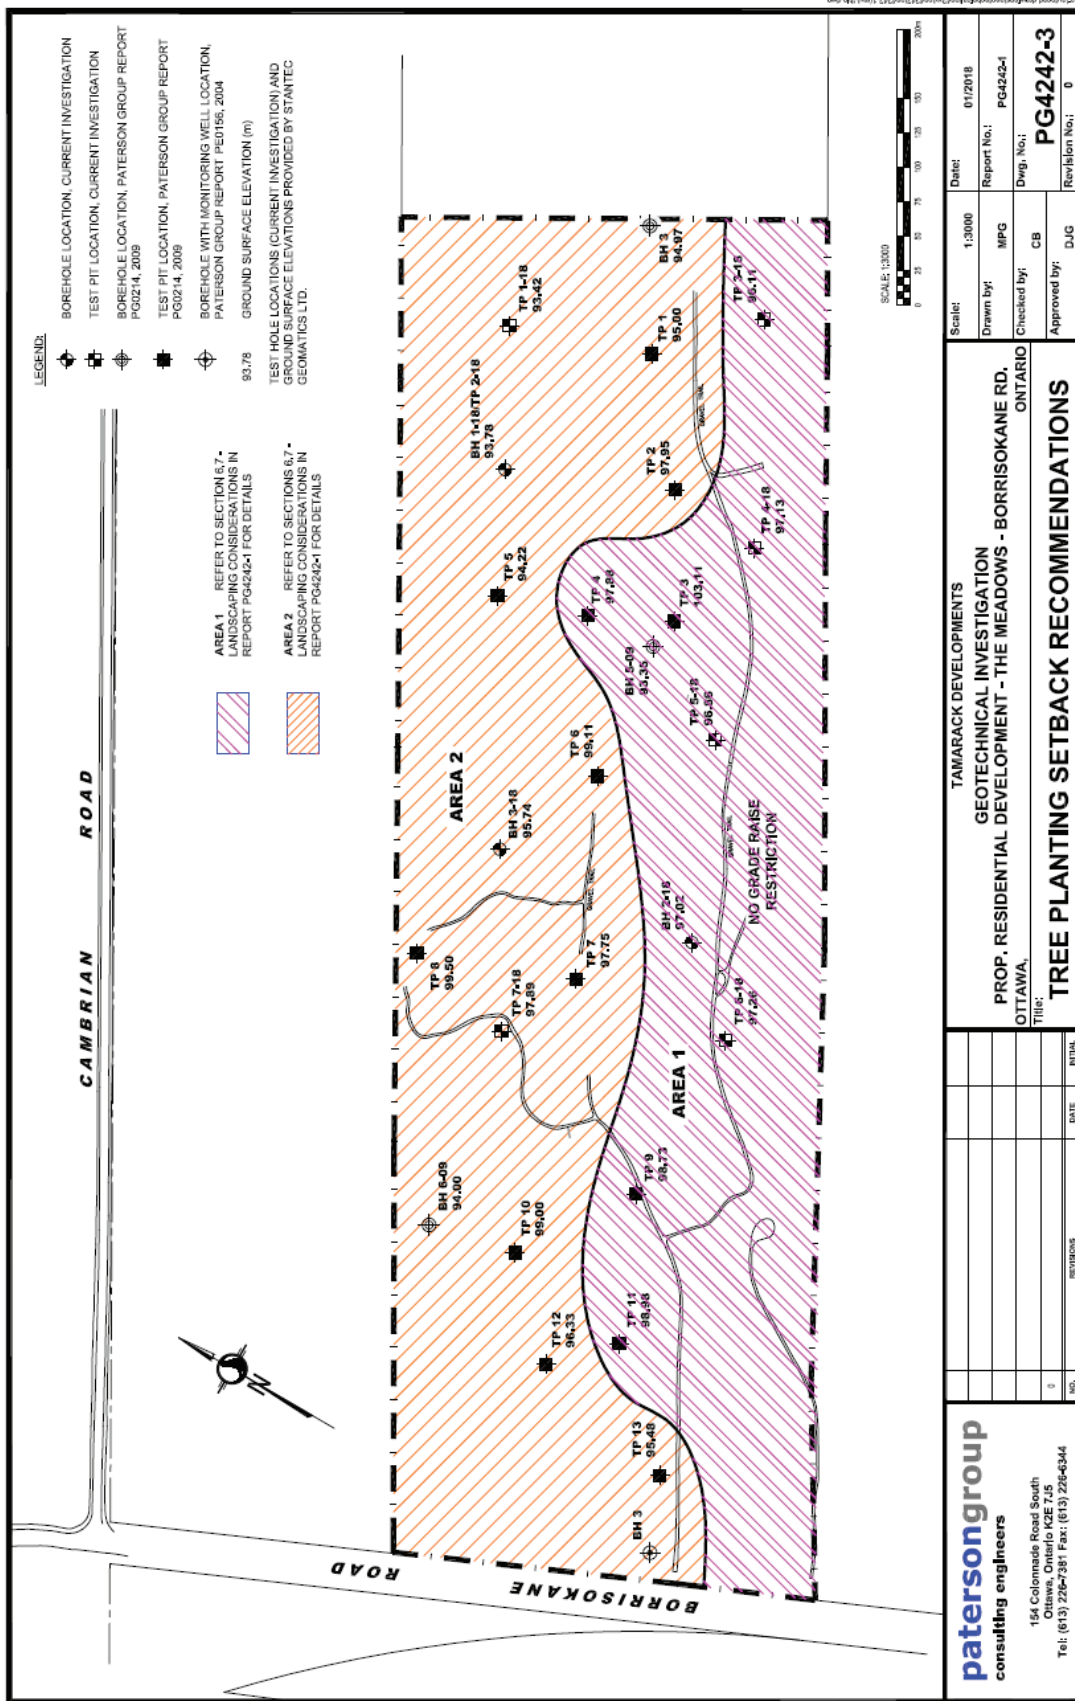 LEGEND:
BOREHOLE LOCATION, CURRENT INVESTIGATION
TEST PIT LOCATION, CURRENT INVESTIGATION
BOREHOLE LOCATION, PATERSON GROUP REPORT
PG0214, 2009
TEST PIT LOCATION, PATERSON GROUP REPORT
PG0214, 2009
BOREHOLE WITH MONITORING WELL LOCATION,
PATERSON GROUP REPORT PE0156, 2004
93.78 GROUND SURFACE ELEVATION (m)
TEST HOLE LOCATIONS (CURRENT INVESTIGATION) AND
GROUND SURFACE ELEVATIONS PROVIDED BY STANTEC
GEOMATICS LTD.
AREA 1 REFER TO SECTION 6.7 -
LANDSCAPING CONSIDERATIONS IN
REPORT PG4242-1 FOR DETAILS
AREA 2 REFER TO SECTIONS 6.7 -
LANDSCAPING CONSIDERATIONS IN
REPORT PG4242-1 FOR DETAILS
CAMBRIAN ROAD
BORRISOKANE ROAD
N
AREA 2
AREA 1
NO GRADE RAISE
RESTRICTION
BH 6-09
94.00
TP 8
99.50
TP 7-18
97.89
BH 3-18
95.74
TP 5
94.22
BH 1-18/TP 2-18
93.78
TP 1-18
93.42
TP 10
99.00
TP 12
96.33
TP 7
97.75
TP 6
99.11
TP 4
97.88
TP 2
97.95
TP 1
95.00
BH 3
94.97
BH 3
TP 13
95.48
TP 11
98.98
TP 9
98.73
BH 2-18
97.02
TP 6-18
97.26
TP 5-18
96.86
BH 5-09
93.35
TP 3
103.11
TP 4-18
97.13
TP 3-18
96.11
GRAVEL TRAIL
GRAVEL TRAIL
GRAVEL TRAIL
SCALE: 1:3000
0 25 50 75 100 125 150 200m
patersongroup
consulting engineers
154 Colonnade Road South
Ottawa, Ontario K2E 7J5
Tel: (613) 226-7381 Fax: (613) 226-6344
0
NO. REVISIONS DATE INITIAL
TAMARACK DEVELOPMENTS
GEOTECHNICAL INVESTIGATION
PROP. RESIDENTIAL DEVELOPMENT - THE MEADOWS - BORRISOKANE RD.
OTTAWA, ONTARIO
Title:
TREE PLANTING SETBACK RECOMMENDATIONS
Scale: 1:3000
Drawn by: MPG
Checked by: CB
Approved by: DJG
Date: 01/2018
Report No.: PG4242-1
Dwg. No.: PG4242-3
Revision No.: 0